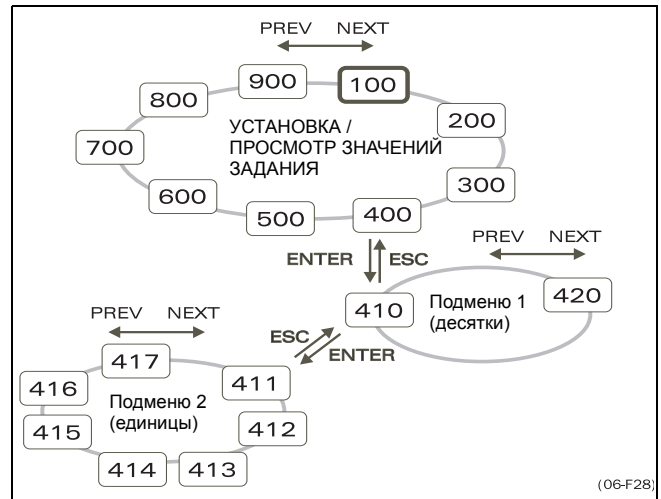 PREV NEXT
900
100
800
200
УСТАНОВКА /
ПРОСМОТР ЗНАЧЕНИЙ
ЗАДАНИЯ
700
300
600
500
400
ENTER ESC
PREV NEXT
410
Подменю 1
(десятки)
420
PREV NEXT
ESC
ENTER
417
416
411
Подменю 2
(единицы)
415
412
414
413
(06-F28)